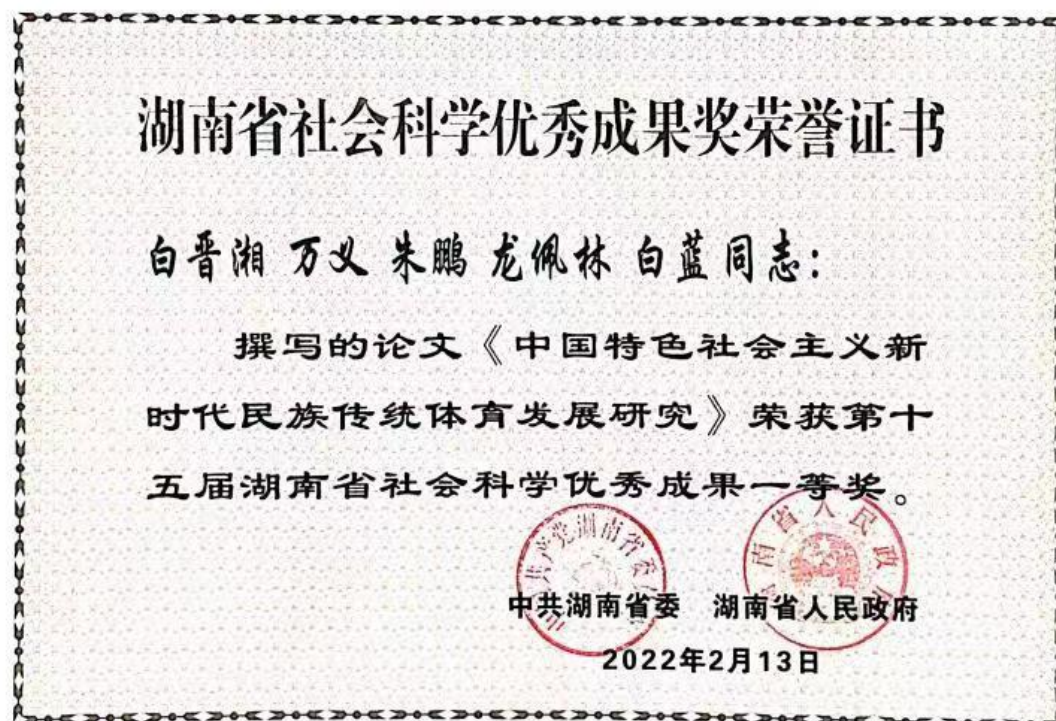 湖南省社会科学优秀成果奖荣誉证书
白晋湘 万义 朱鹏 龙佩林 白蓝同志:
撰写的论文《中国特色社会主义新
时代民族传统体育发展研究》荣获第十
五届湖南省社会科学优秀成果一等奖。
中共湖南省委 湖南省人民政府
2022年2月13日